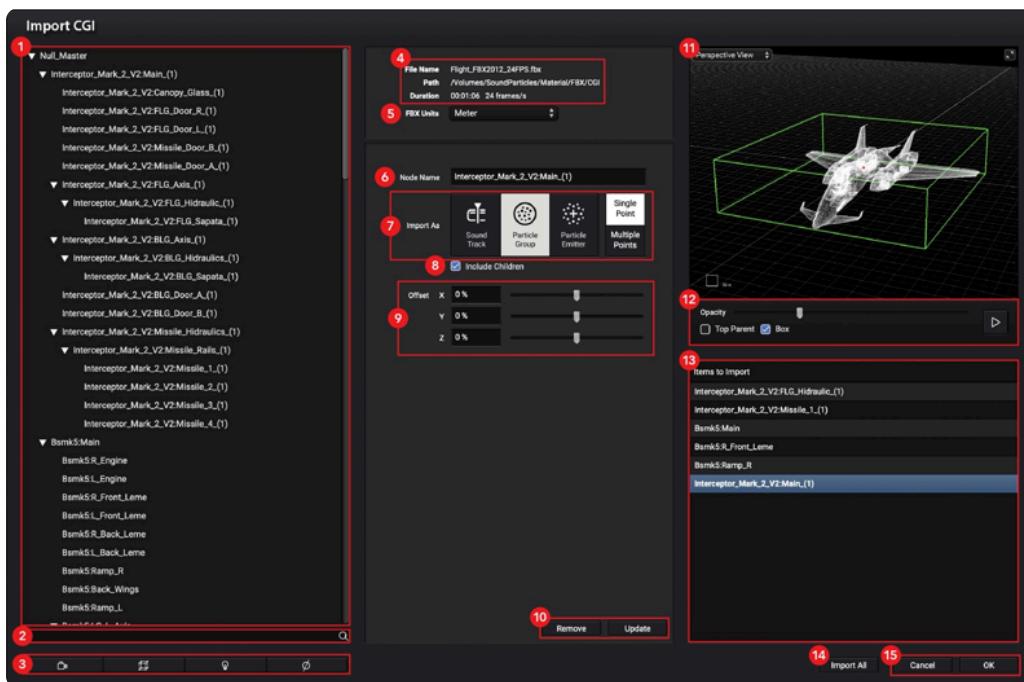 Import CGI
1
Null_Master
Interceptor_Mark_2_V2:Main_(1)
Interceptor_Mark_2_V2:Canopy_Glass_(1)
Interceptor_Mark_2_V2:FLG_Door_R_(1)
Interceptor_Mark_2_V2:FLG_Door_L_(1)
Interceptor_Mark_2_V2:Missile_Door_B_(1)
Interceptor_Mark_2_V2:Missile_Door_A_(1)
Interceptor_Mark_2_V2:FLG_Axis_(1)
Interceptor_Mark_2_V2:FLG_Hidraulic_(1)
Interceptor_Mark_2_V2:FLG_Sapata_(1)
Interceptor_Mark_2_V2:BLG_Axis_(1)
Interceptor_Mark_2_V2:BLG_Hidraulics_(1)
Interceptor_Mark_2_V2:BLG_Sapata_(1)
Interceptor_Mark_2_V2:BLG_Door_A_(1)
Interceptor_Mark_2_V2:BLG_Door_B_(1)
Interceptor_Mark_2_V2:Missile_Hidraulics_(1)
Interceptor_Mark_2_V2:Missile_Rails_(1)
Interceptor_Mark_2_V2:Missile_1_(1)
Interceptor_Mark_2_V2:Missile_2_(1)
Interceptor_Mark_2_V2:Missile_3_(1)
Interceptor_Mark_2_V2:Missile_4_(1)
Bsmk5:Main
Bsmk5:R_Engine
Bsmk5:L_Engine
Bsmk5:R_Front_Leme
Bsmk5:L_Front_Leme
Bsmk5:R_Back_Leme
Bsmk5:L_Back_Leme
Bsmk5:Ramp_R
Bsmk5:Back_Wings
Bsmk5:Ramp_L
2
3
4
File Name Flight_FBX2012_24FPS.fbx
Path /Volumes/SoundParticles/Material/FBX/CGI
Duration 00:01:06 24 frames/s
5 FBX Units Meter
6 Node Name Interceptor_Mark_2_V2:Main_(1)
7 Import As
Sound Track
Particle Group
Particle Emitter
Single Point
Multiple Points
8 Include Children
9
Offset X 0 %
Y 0 %
Z 0 %
10 Remove Update
11 Perspective View
12
Opacity
Top Parent Box
13
Items to Import
Interceptor_Mark_2_V2:FLG_Hidraulic_(1)
Interceptor_Mark_2_V2:Missile_1_(1)
Bsmk5:Main
Bsmk5:R_Front_Leme
Bsmk5:Ramp_R
Interceptor_Mark_2_V2:Main_(1)
14 Import All
15 Cancel OK